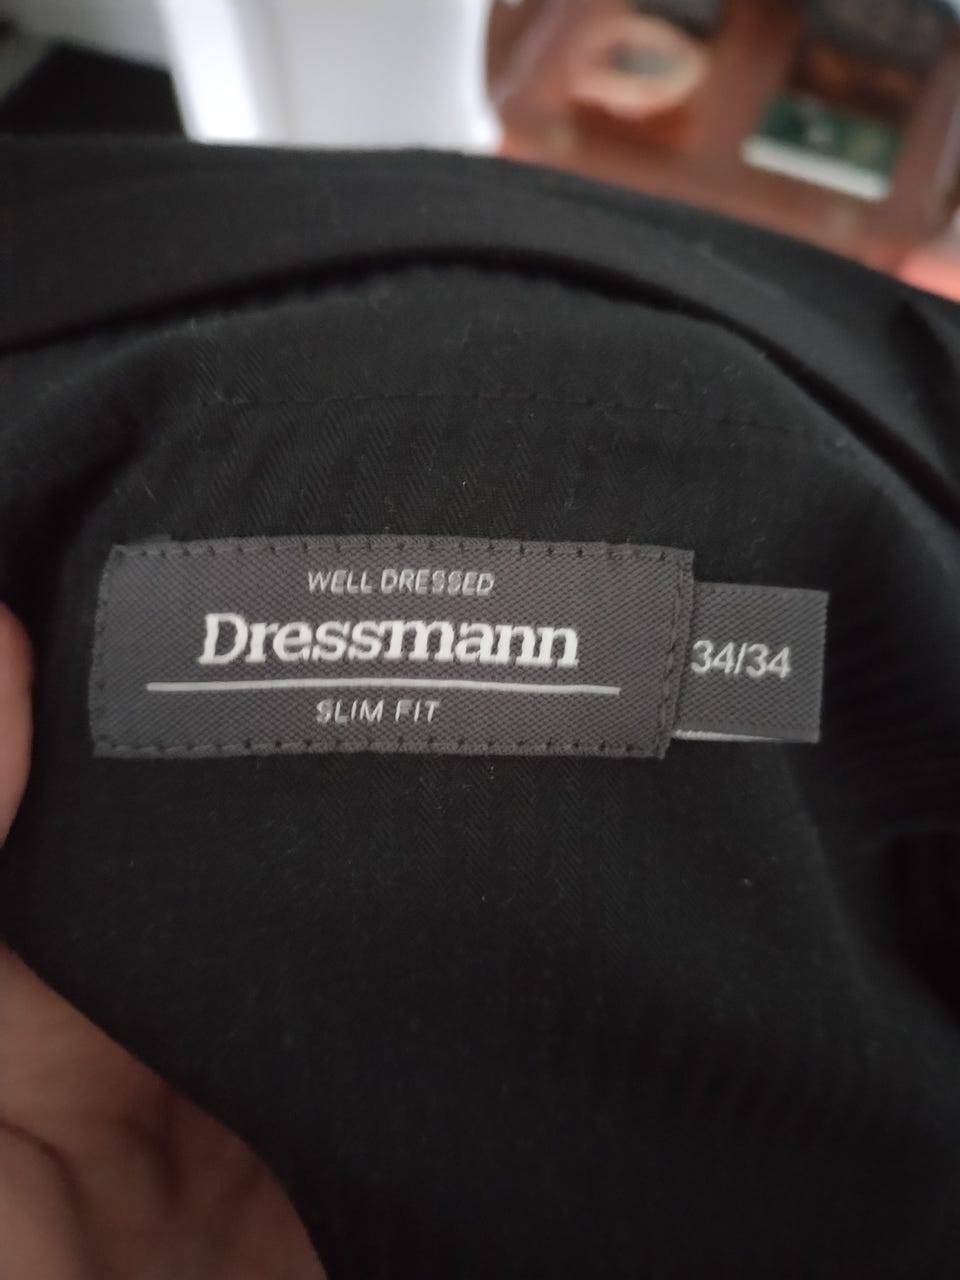 WELL DRESSED
Dressmann
SLIM FIT
34/34